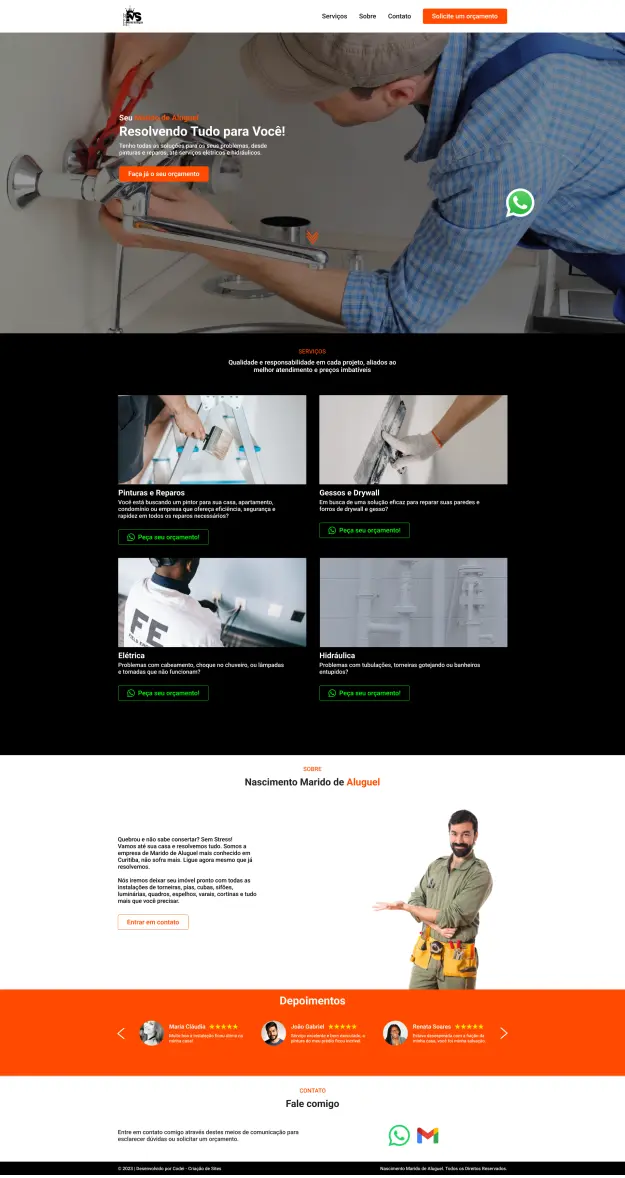 Serviços Sobre Contato Solicite um orçamento
Seu Marido de Aluguel
Resolvendo Tudo para Você!
Tenho todas as soluções para os seus problemas, desde
pinturas e reparos, até serviços elétricos e hidráulicos.
Faça já o seu orçamento
SERVIÇOS
Qualidade e responsabilidade em cada projeto, aliados ao
melhor atendimento e preços imbatíveis
Pinturas e Reparos
Você está buscando um pintor para sua casa, apartamento,
condomínio ou empresa que ofereça eficiência, segurança e
rapidez em todos os reparos necessários?
Peça seu orçamento!
Gessos e Drywall
Em busca de uma solução eficaz para reparar suas paredes e
forros de drywall e gesso?
Peça seu orçamento!
FE
Elétrica
Problemas com cabeamento, choque no chuveiro, ou lâmpadas
e tomadas que não funcionam?
Peça seu orçamento!
Hidráulica
Problemas com tubulações, torneiras gotejando ou banheiros
entupidos?
Peça seu orçamento!
SOBRE
Nascimento Marido de Aluguel
Quebrou e não sabe consertar? Sem Stress!
Vamos até sua casa e resolvemos tudo. Somos a
empresa de Marido de Aluguel mais conhecido em
Curitiba, não sofra mais. Ligue agora mesmo que já
resolvemos.
Nós iremos deixar seu imóvel pronto com todas as
instalações de torneiras, pias, cubas, sifões,
luminárias, quadros, espelhos, varais, cortinas e tudo
mais que você precisar.
Entrar em contato
Depoimentos
Maria Cláudia
João Gabriel
Renata Soares
CONTATO
Fale comigo
Entre em contato comigo através destes meios de comunicação para
esclarecer dúvidas ou solicitar um orçamento.
© 2023 | Desenvolvido por Cadei - Criação de Sites
Nascimento Marido de Aluguel. Todos os Direitos Reservados.